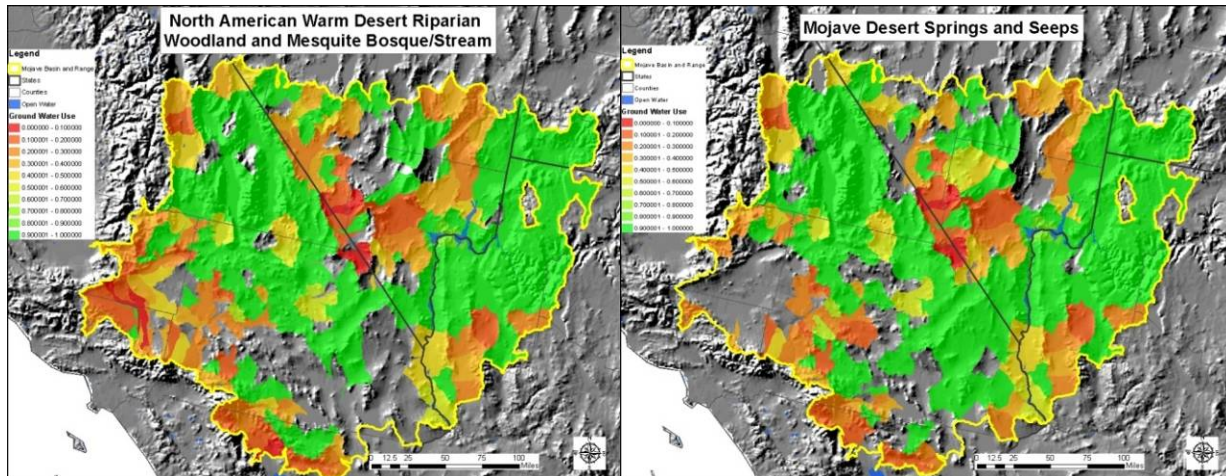 North American Warm Desert Riparian
Woodland and Mesquite Bosque/Stream
Legend
Mojave Basin and Range
States
Counties
Open Water
Ground Water Use
0.000000 - 0.100000
0.100001 - 0.200000
0.200001 - 0.300000
0.300001 - 0.400000
0.400001 - 0.500000
0.500001 - 0.600000
0.600001 - 0.700000
0.700001 - 0.800000
0.800001 - 0.900000
0.900001 - 1.000000
0 12.5 25 50 75 100
Miles
Mojave Desert Springs and Seeps
Legend
Mojave Basin and Range
States
Counties
Open Water
Ground Water Use
0.000000 - 0.100000
0.100001 - 0.200000
0.200001 - 0.300000
0.300001 - 0.400000
0.400001 - 0.500000
0.500001 - 0.600000
0.600001 - 0.700000
0.700001 - 0.800000
0.800001 - 0.900000
0.900001 - 1.000000
0 12.5 25 50 75 100
Miles